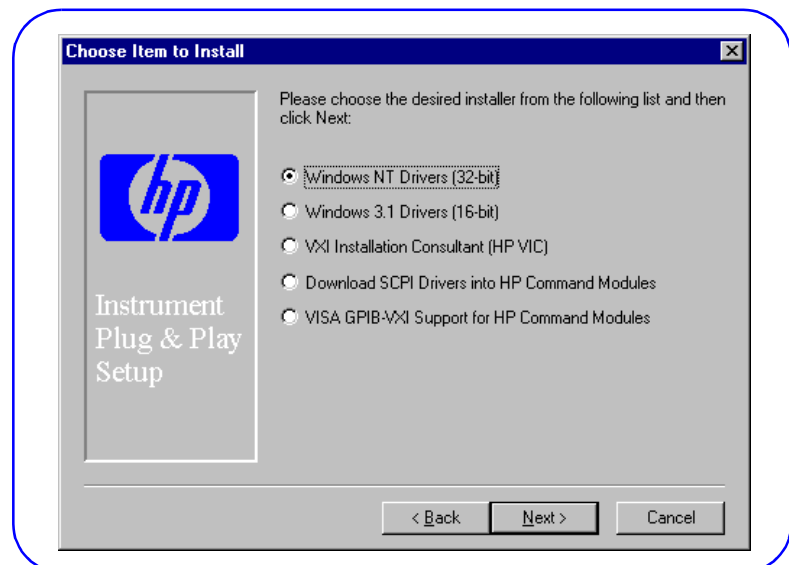 Choose Item to Install
Please choose the desired installer from the following list and then
click Next:
hp
Instrument
Plug & Play
Setup
Windows NT Drivers (32-bit)
Windows 3.1 Drivers (16-bit)
VXI Installation Consultant (HP VIC)
Download SCPI Drivers into HP Command Modules
VISA GPIB-VXI Support for HP Command Modules
< Back
Next >
Cancel